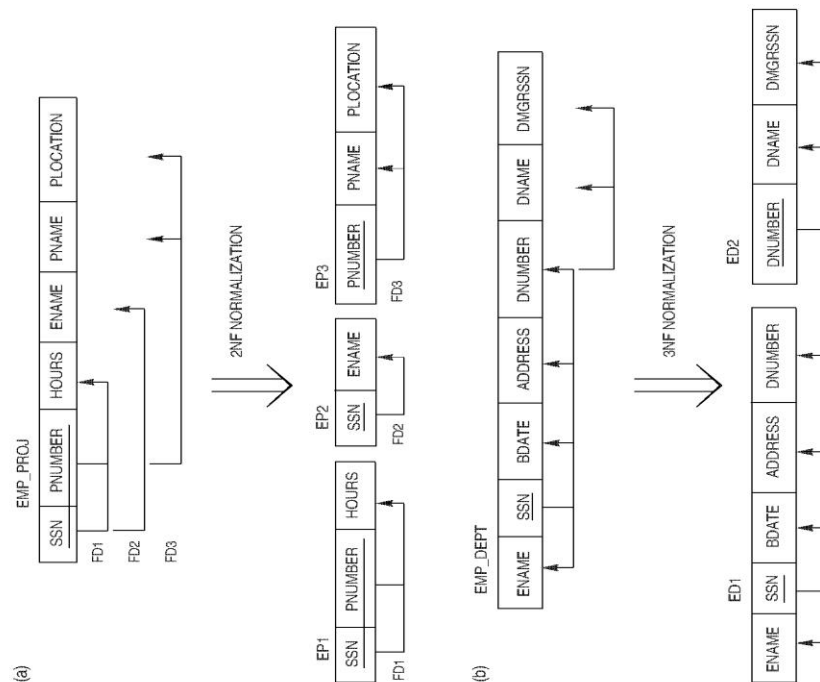 (a)
EMP_PROJ
SSN PNUMBER HOURS ENAME PNAME PLOCATION
FD1
FD2
FD3
2NF NORMALIZATION
EP1 EP2 EP3
SSN PNUMBER HOURS SSN ENAME PNUMBER PNAME PLOCATION
FD1 FD2 FD3
(b)
EMP_DEPT
ENAME SSN BDATE ADDRESS DNUMBER DNAME DMGRSSN
3NF NORMALIZATION
ED1 ED2
ENAME SSN BDATE ADDRESS DNUMBER DNUMBER DNAME DMGRSSN